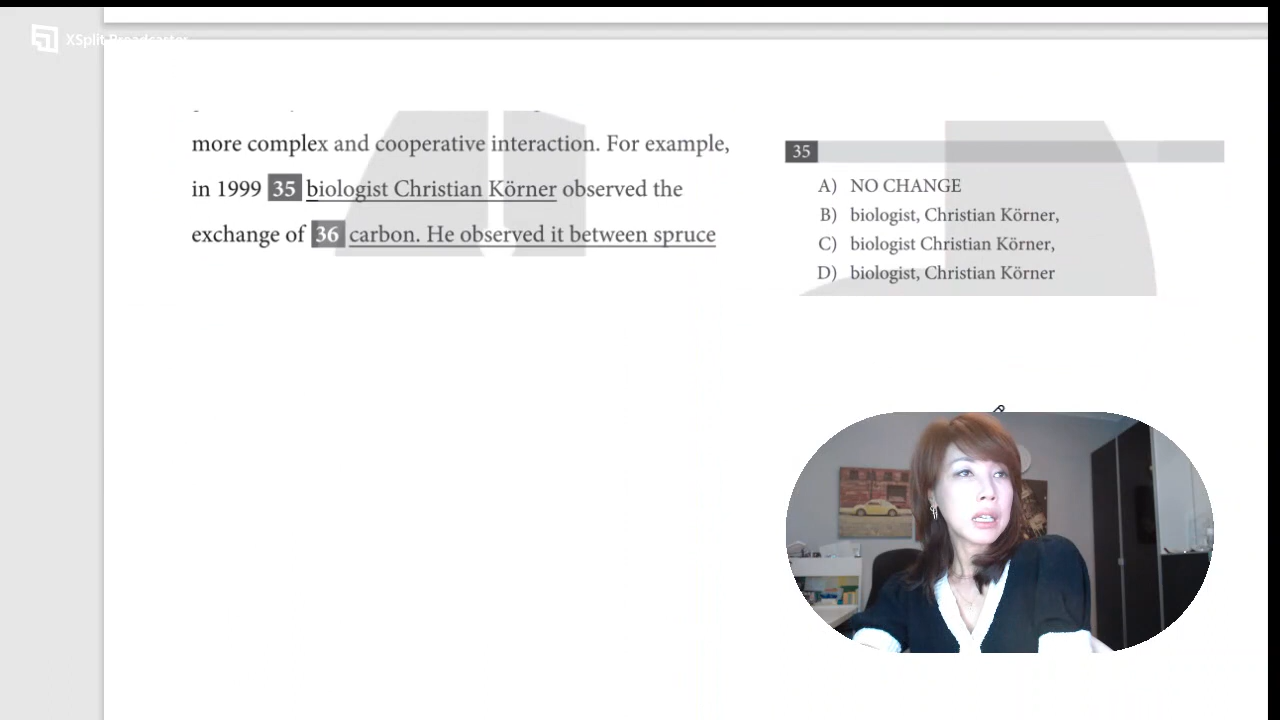 XSplit Broadcaster
more complex and cooperative interaction. For example,
in 1999 35 biologist Christian Körner observed the
exchange of 36 carbon. He observed it between spruce
35
A) NO CHANGE
B) biologist, Christian Körner,
C) biologist Christian Körner,
D) biologist, Christian Körner